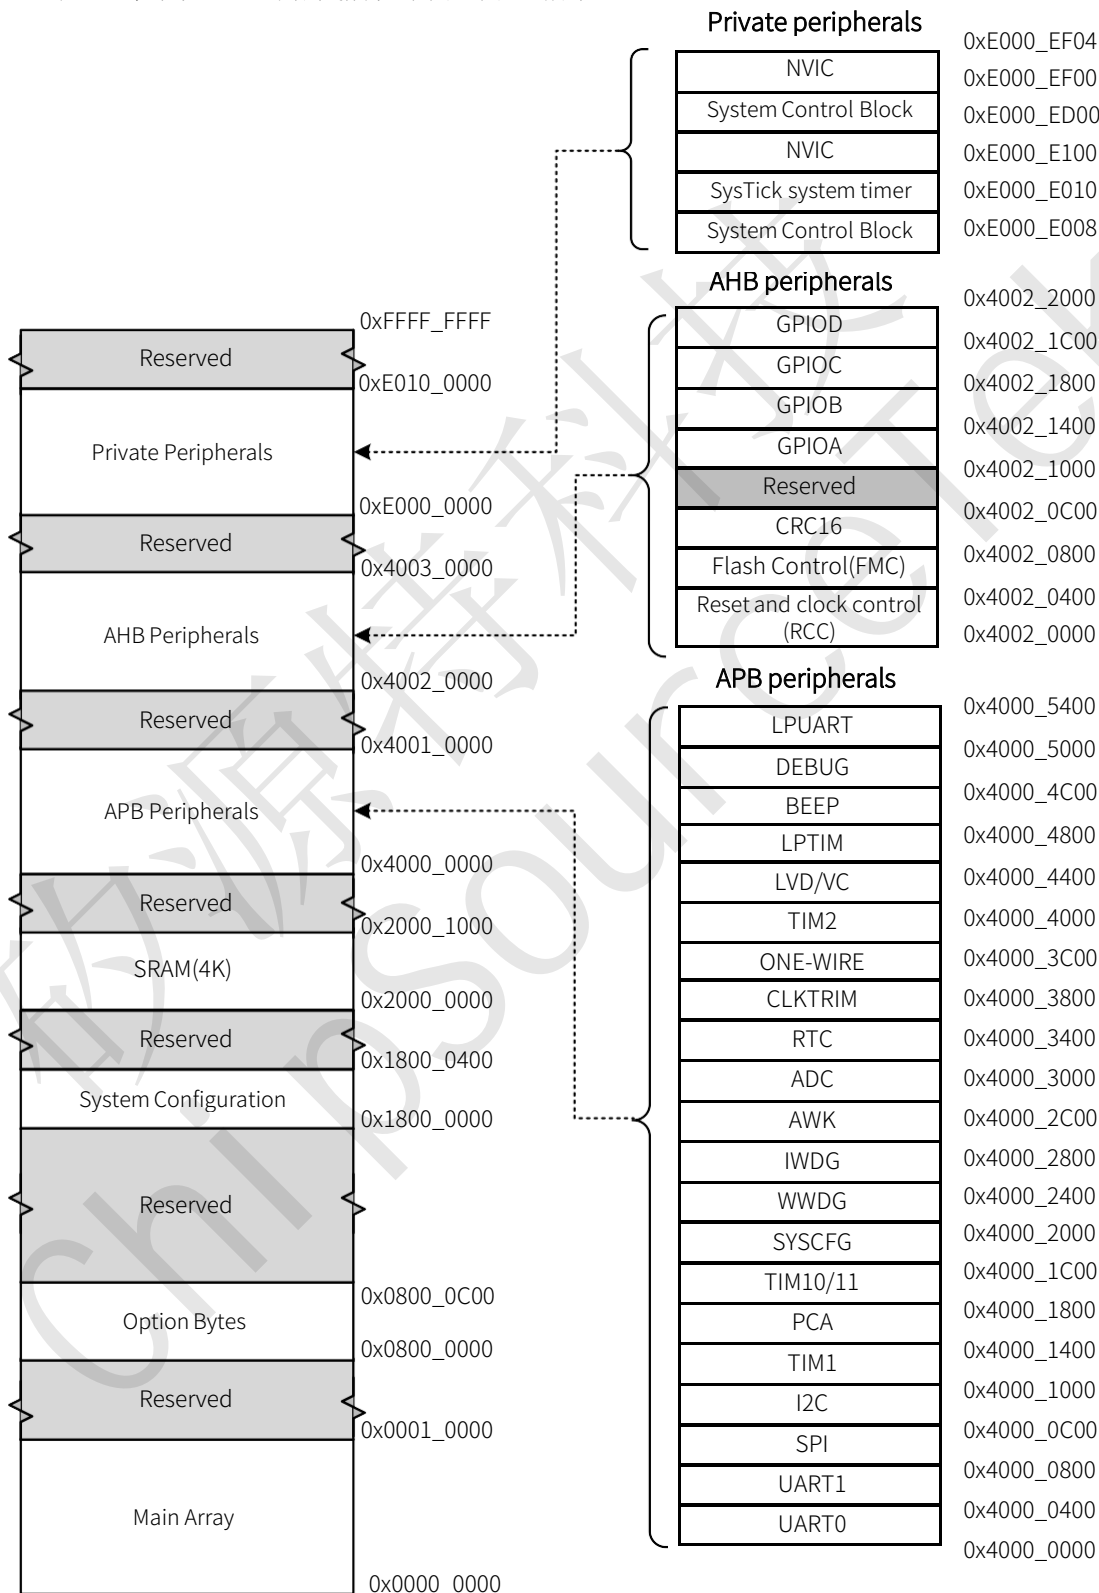 Private peripherals
0xE000_EF04
NVIC
0xE000_EF00
System Control Block
0xE000_ED00
NVIC
0xE000_E100
SysTick system timer
0xE000_E010
System Control Block
0xE000_E008
AHB peripherals
0x4002_2000
GPIOD
0x4002_1C00
GPIOC
0x4002_1800
GPIOB
0x4002_1400
GPIOA
0x4002_1000
Reserved
0x4002_0C00
CRC16
0x4002_0800
Flash Control(FMC)
0x4002_0400
Reset and clock control
(RCC)
0x4002_0000
APB peripherals
0x4000_5400
LPUART
0x4000_5000
DEBUG
0x4000_4C00
BEEP
0x4000_4800
LPTIM
0x4000_4400
LVD/VC
0x4000_4000
TIM2
0x4000_3C00
ONE-WIRE
0x4000_3800
CLKTRIM
0x4000_3400
RTC
0x4000_3000
ADC
0x4000_2C00
AWK
0x4000_2800
IWDG
0x4000_2400
WWDG
0x4000_2000
SYSCFG
0x4000_1C00
TIM10/11
0x4000_1800
PCA
0x4000_1400
TIM1
0x4000_1000
I2C
0x4000_0C00
SPI
0x4000_0800
UART1
0x4000_0400
UART0
0x4000_0000
0xFFFF_FFFF
Reserved
0xE010_0000
Private Peripherals
0xE000_0000
Reserved
0x4003_0000
AHB Peripherals
0x4002_0000
Reserved
0x4001_0000
APB Peripherals
0x4000_0000
Reserved
0x2000_1000
SRAM(4K)
0x2000_0000
Reserved
0x1800_0400
System Configuration
0x1800_0000
Reserved
0x0800_0C00
Option Bytes
0x0800_0000
Reserved
0x0001_0000
Main Array
0x0000_0000
矽源特科技
ChipSourceTek